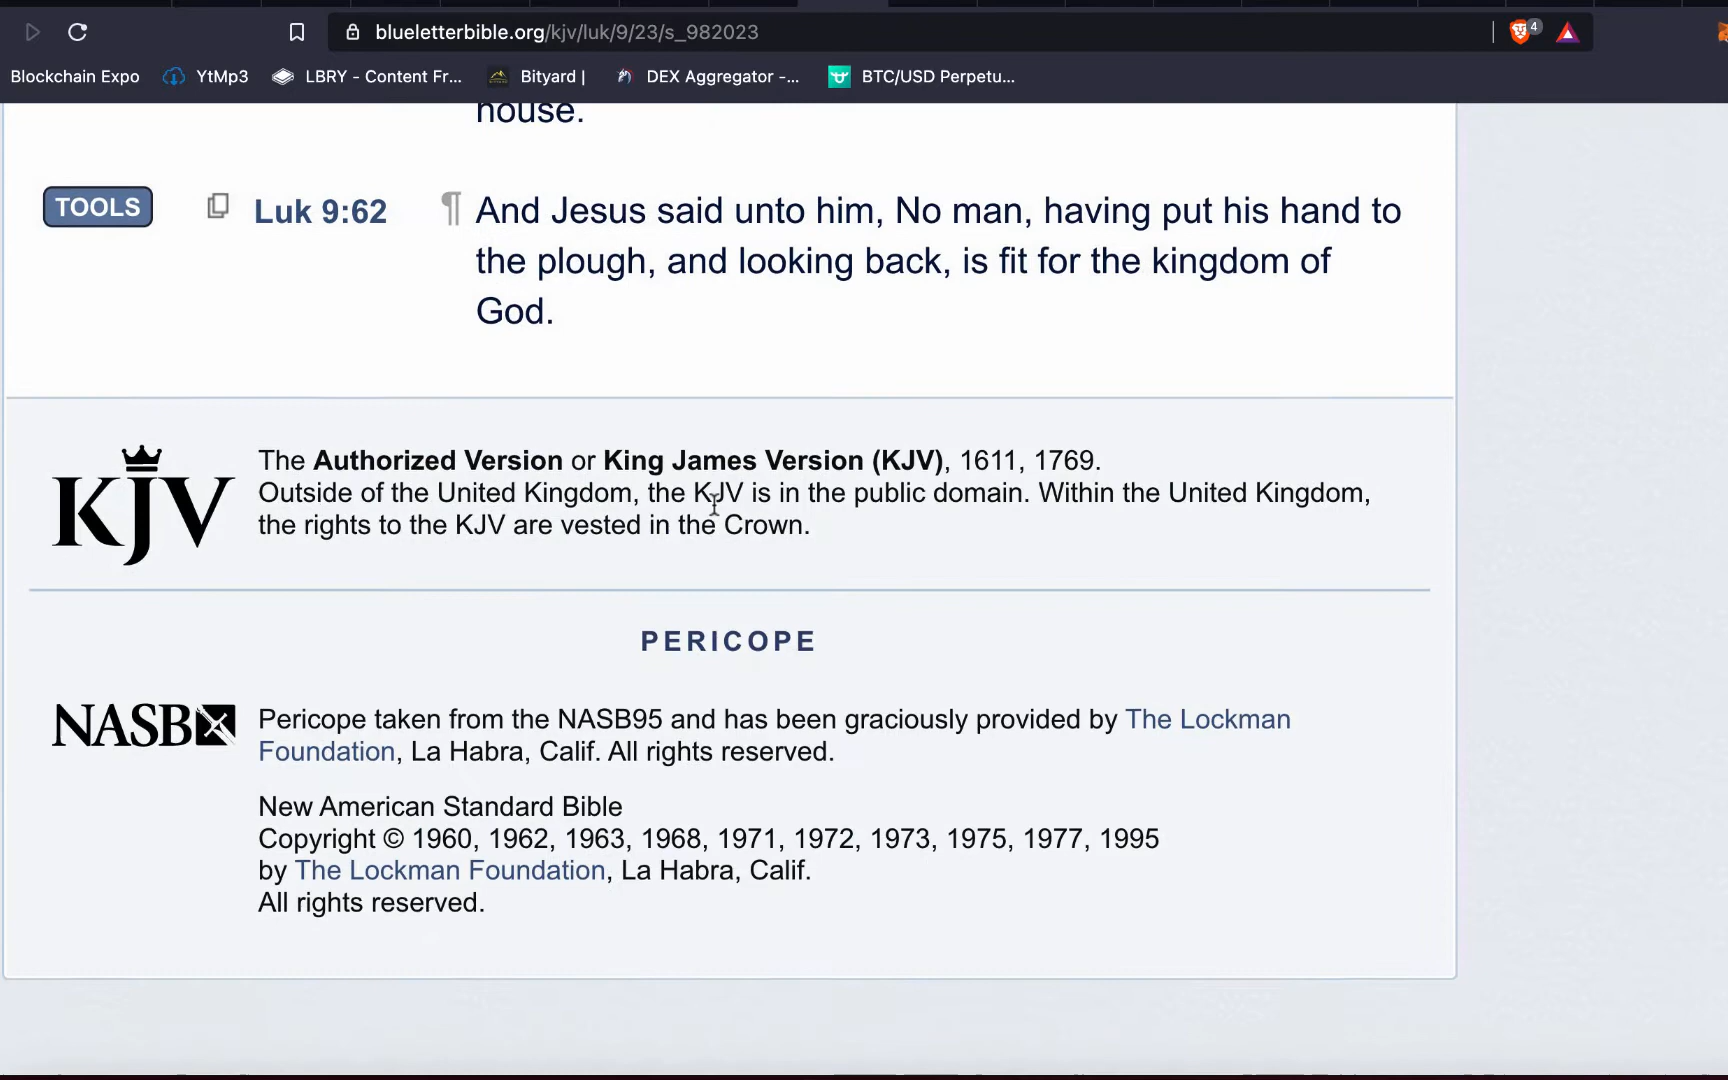 blueletterbible.org/kjv/luk/9/23/s_982023
4
Blockchain Expo YtMp3 LBRY - Content Fr... Bityard | DEX Aggregator -... BTC/USD Perpetu...
house.
TOOLS Luk 9:62 ¶ And Jesus said unto him, No man, having put his hand to
the plough, and looking back, is fit for the kingdom of
God.
KJV
The Authorized Version or King James Version (KJV), 1611, 1769.
Outside of the United Kingdom, the KJV is in the public domain. Within the United Kingdom,
the rights to the KJV are vested in the Crown.
PERICOPE
NASB
Pericope taken from the NASB95 and has been graciously provided by The Lockman
Foundation, La Habra, Calif. All rights reserved.
New American Standard Bible
Copyright © 1960, 1962, 1963, 1968, 1971, 1972, 1973, 1975, 1977, 1995
by The Lockman Foundation, La Habra, Calif.
All rights reserved.